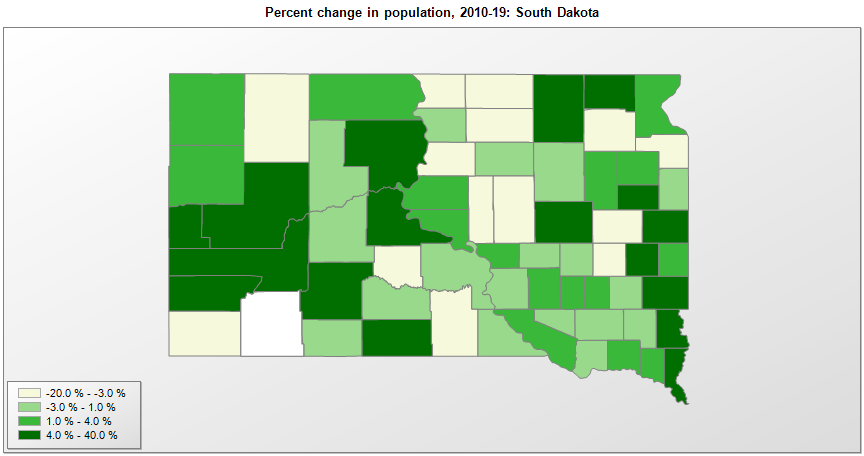 Percent change in population, 2010-19: South Dakota
-20.0 % - -3.0 %
-3.0 % - 1.0 %
1.0 % - 4.0 %
4.0 % - 40.0 %